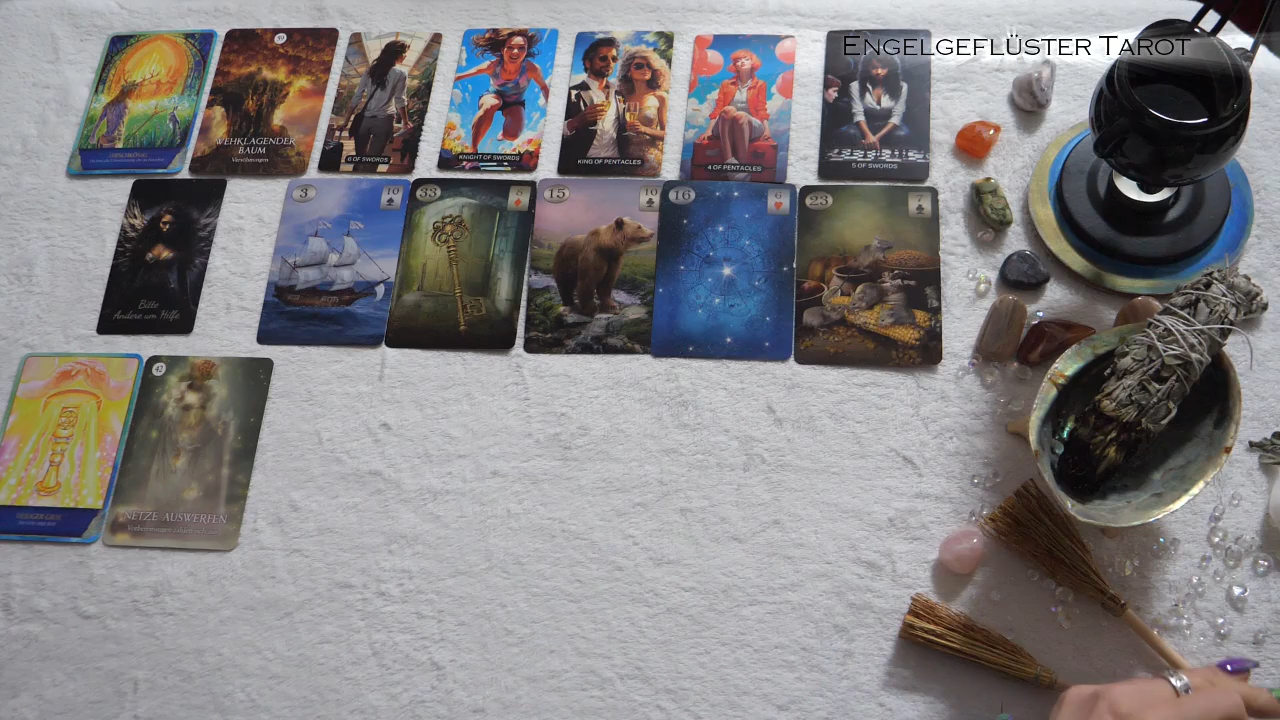 Engelgeflüster Tarot
39
WEHKLAGENDER
BAUM
6 OF SWORDS
KNIGHT OF SWORDS
KING OF PENTACLES
4 OF PENTACLES
5 OF SWORDS
Bitte
Andere um Hilfe
3
10
33
8
15
10
16
6
23
7
42
NETZE AUSWERFEN